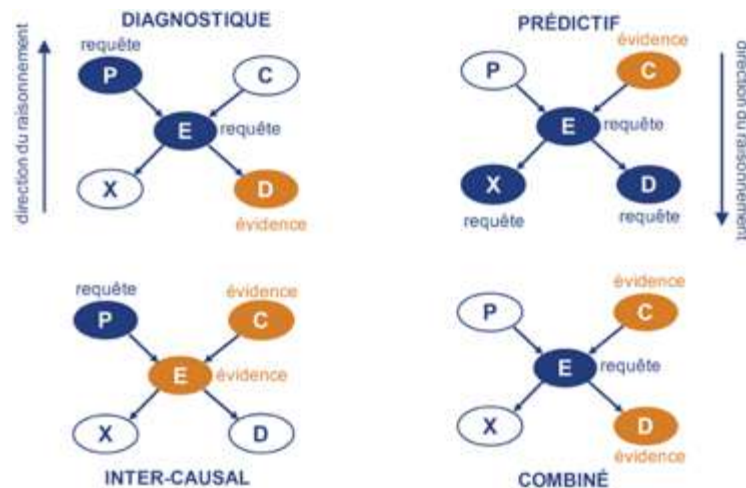 DIAGNOSTIQUE
requête
P
C
E
requête
X
D
évidence
direction du raisonnement
PRÉDICTIF
évidence
P
C
E
requête
X
D
requête
requête
direction du raisonnement
requête
évidence
P
C
E
évidence
X
D
INTER-CAUSAL
évidence
P
C
E
requête
X
D
évidence
COMBINÉ